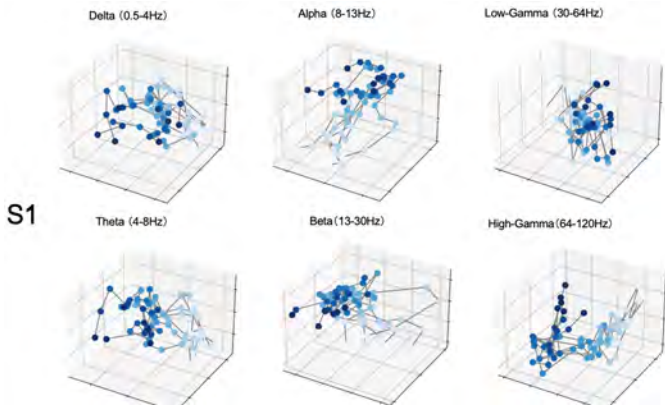 Delta (0.5-4Hz)
Alpha (8-13Hz)
Low-Gamma (30-64Hz)
S1
Theta (4-8Hz)
Beta(13-30Hz)
High-Gamma(64-120Hz)